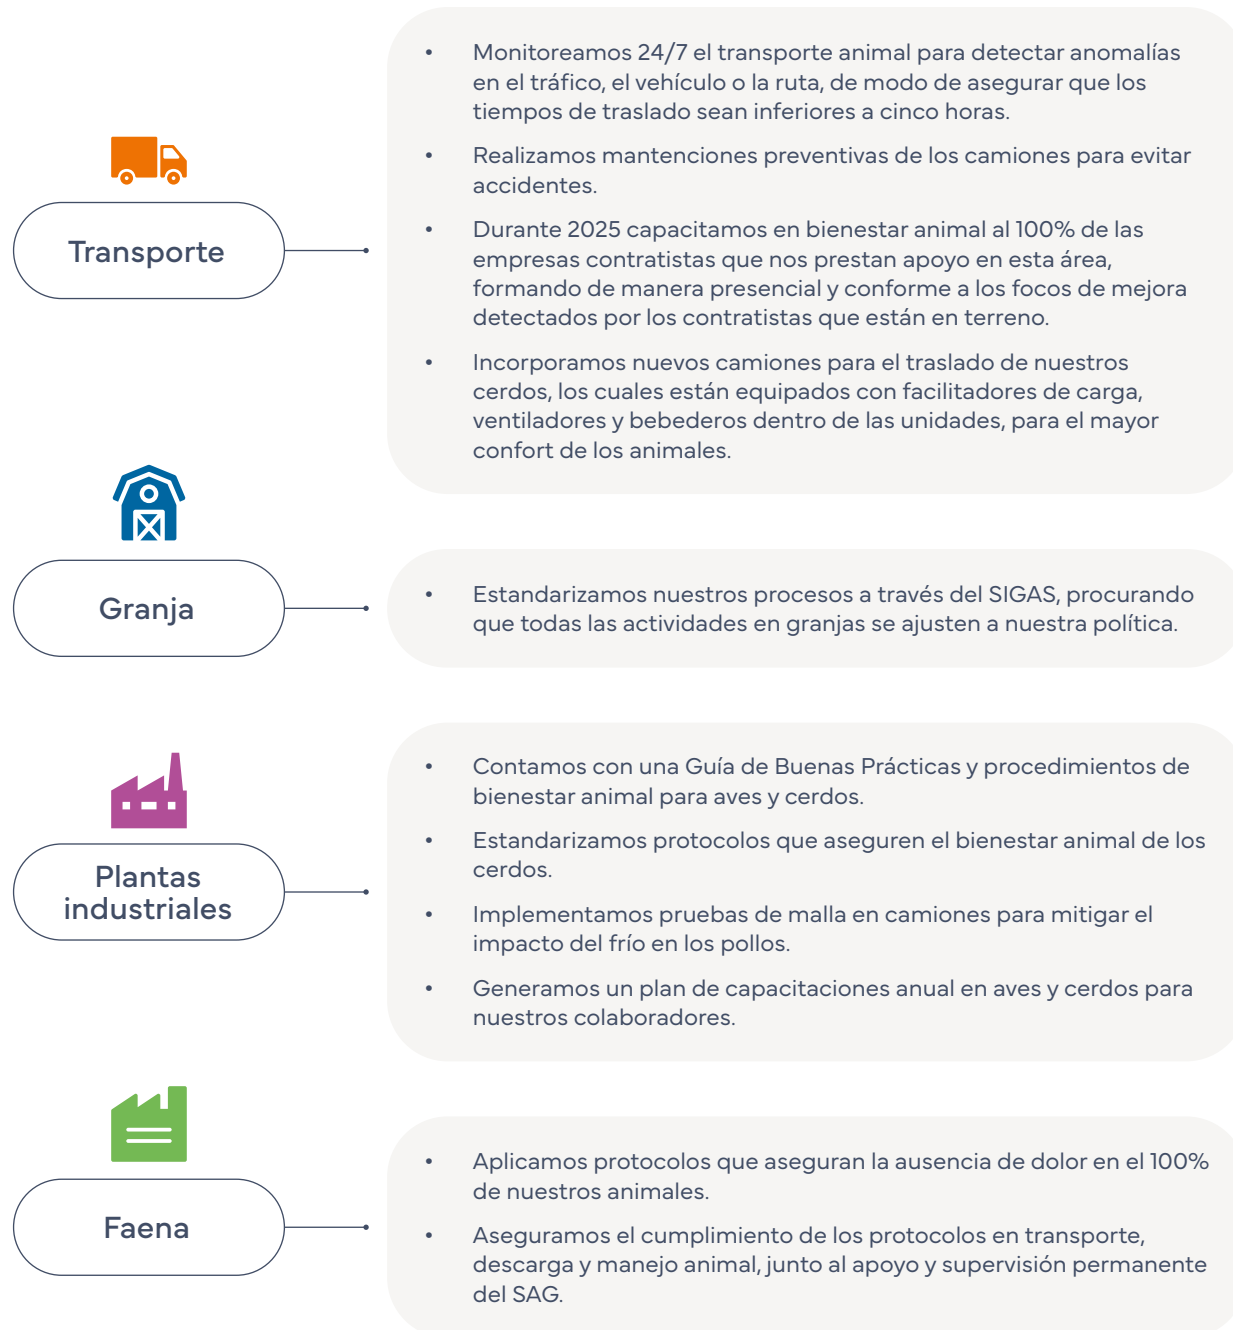 Transporte
• Monitoreamos 24/7 el transporte animal para detectar anomalías
en el tráfico, el vehículo o la ruta, de modo de asegurar que los
tiempos de traslado sean inferiores a cinco horas.
• Realizamos mantenciones preventivas de los camiones para evitar
accidentes.
• Durante 2025 capacitamos en bienestar animal al 100% de las
empresas contratistas que nos prestan apoyo en esta área,
formando de manera presencial y conforme a los focos de mejora
detectados por los contratistas que están en terreno.
• Incorporamos nuevos camiones para el traslado de nuestros
cerdos, los cuales están equipados con facilitadores de carga,
ventiladores y bebederos dentro de las unidades, para el mayor
confort de los animales.
Granja
• Estandarizamos nuestros procesos a través del SIGAS, procurando
que todas las actividades en granjas se ajusten a nuestra política.
Plantas
industriales
• Contamos con una Guía de Buenas Prácticas y procedimientos de
bienestar animal para aves y cerdos.
• Estandarizamos protocolos que aseguren el bienestar animal de los
cerdos.
• Implementamos pruebas de malla en camiones para mitigar el
impacto del frío en los pollos.
• Generamos un plan de capacitaciones anual en aves y cerdos para
nuestros colaboradores.
Faena
• Aplicamos protocolos que aseguran la ausencia de dolor en el 100%
de nuestros animales.
• Aseguramos el cumplimiento de los protocolos en transporte,
descarga y manejo animal, junto al apoyo y supervisión permanente
del SAG.